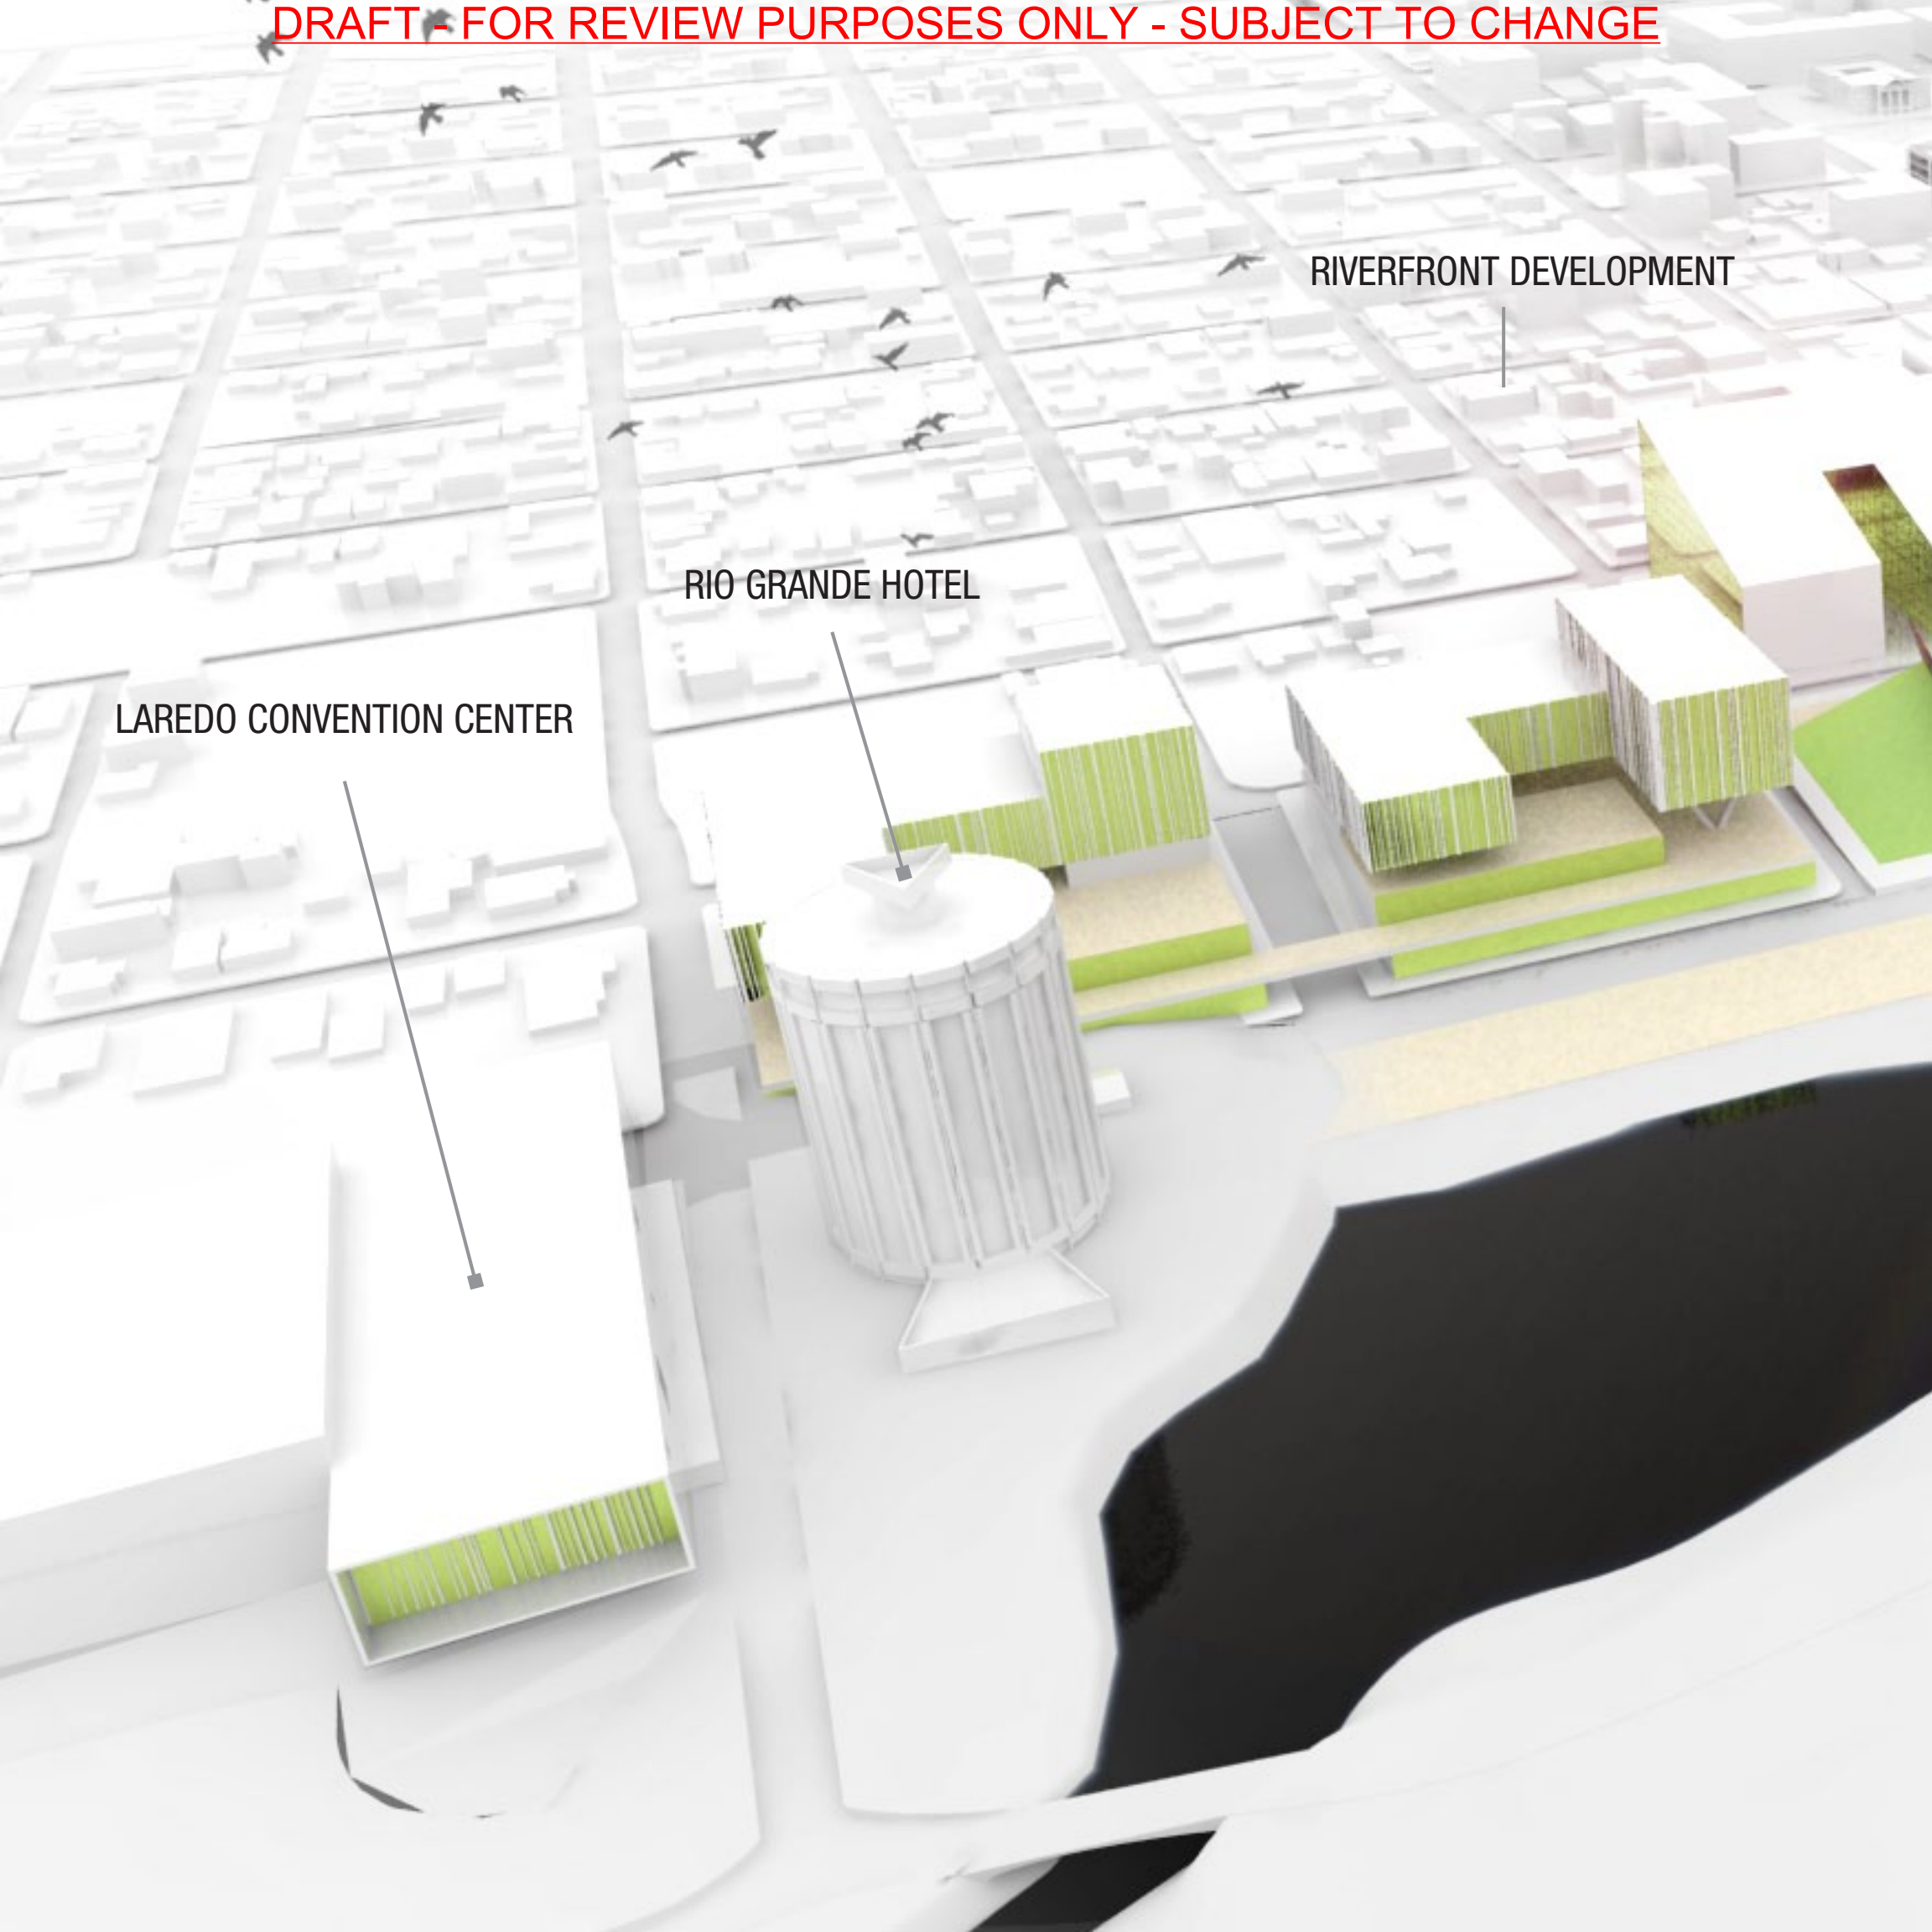 DRAFT - FOR REVIEW PURPOSES ONLY - SUBJECT TO CHANGE
RIVERFRONT DEVELOPMENT
RIO GRANDE HOTEL
LAREDO CONVENTION CENTER